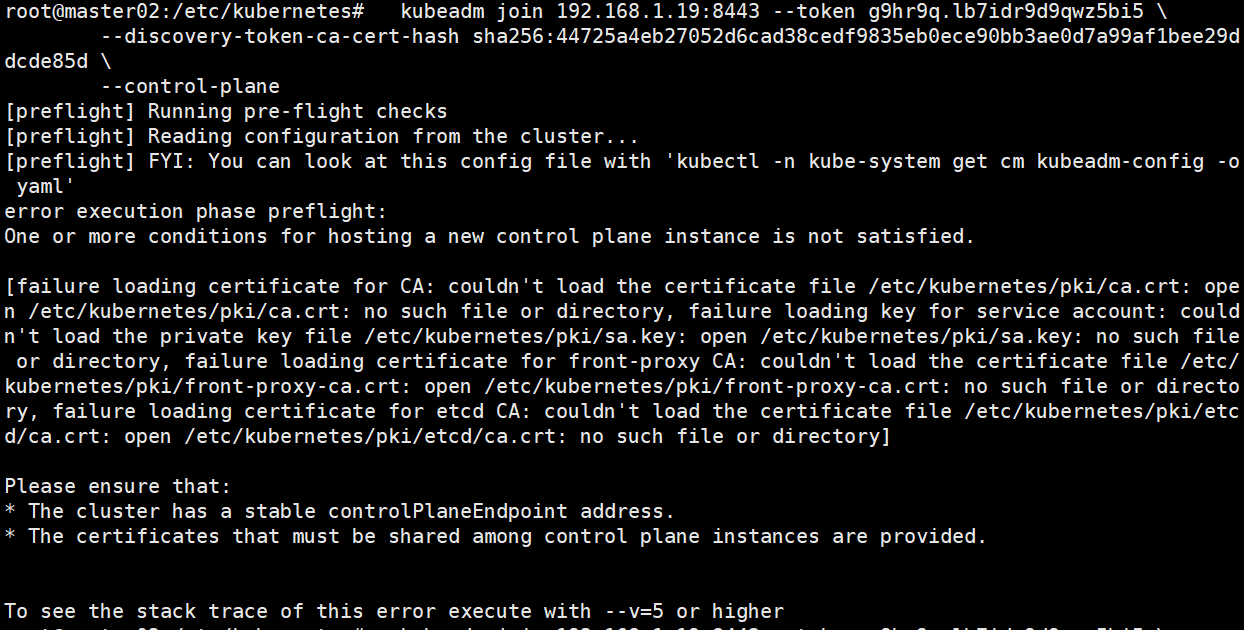 root@master02:/etc/kubernetes#   kubeadm join 192.168.1.19:8443 --token g9hr9q.lb7idr9d9qwz5bi5 \
        --discovery-token-ca-cert-hash sha256:44725a4eb27052d6cad38cedf9835eb0ece90bb3ae0d7a99af1bee29d
dcde85d \
        --control-plane
[preflight] Running pre-flight checks
[preflight] Reading configuration from the cluster...
[preflight] FYI: You can look at this config file with 'kubectl -n kube-system get cm kubeadm-config -o
 yaml'
error execution phase preflight:
One or more conditions for hosting a new control plane instance is not satisfied.

[failure loading certificate for CA: couldn't load the certificate file /etc/kubernetes/pki/ca.crt: ope
n /etc/kubernetes/pki/ca.crt: no such file or directory, failure loading key for service account: could
n't load the private key file /etc/kubernetes/pki/sa.key: open /etc/kubernetes/pki/sa.key: no such file
 or directory, failure loading certificate for front-proxy CA: couldn't load the certificate file /etc/
kubernetes/pki/front-proxy-ca.crt: open /etc/kubernetes/pki/front-proxy-ca.crt: no such file or directo
ry, failure loading certificate for etcd CA: couldn't load the certificate file /etc/kubernetes/pki/etc
d/ca.crt: open /etc/kubernetes/pki/etcd/ca.crt: no such file or directory]

Please ensure that:
* The cluster has a stable controlPlaneEndpoint address.
* The certificates that must be shared among control plane instances are provided.

To see the stack trace of this error execute with --v=5 or higher